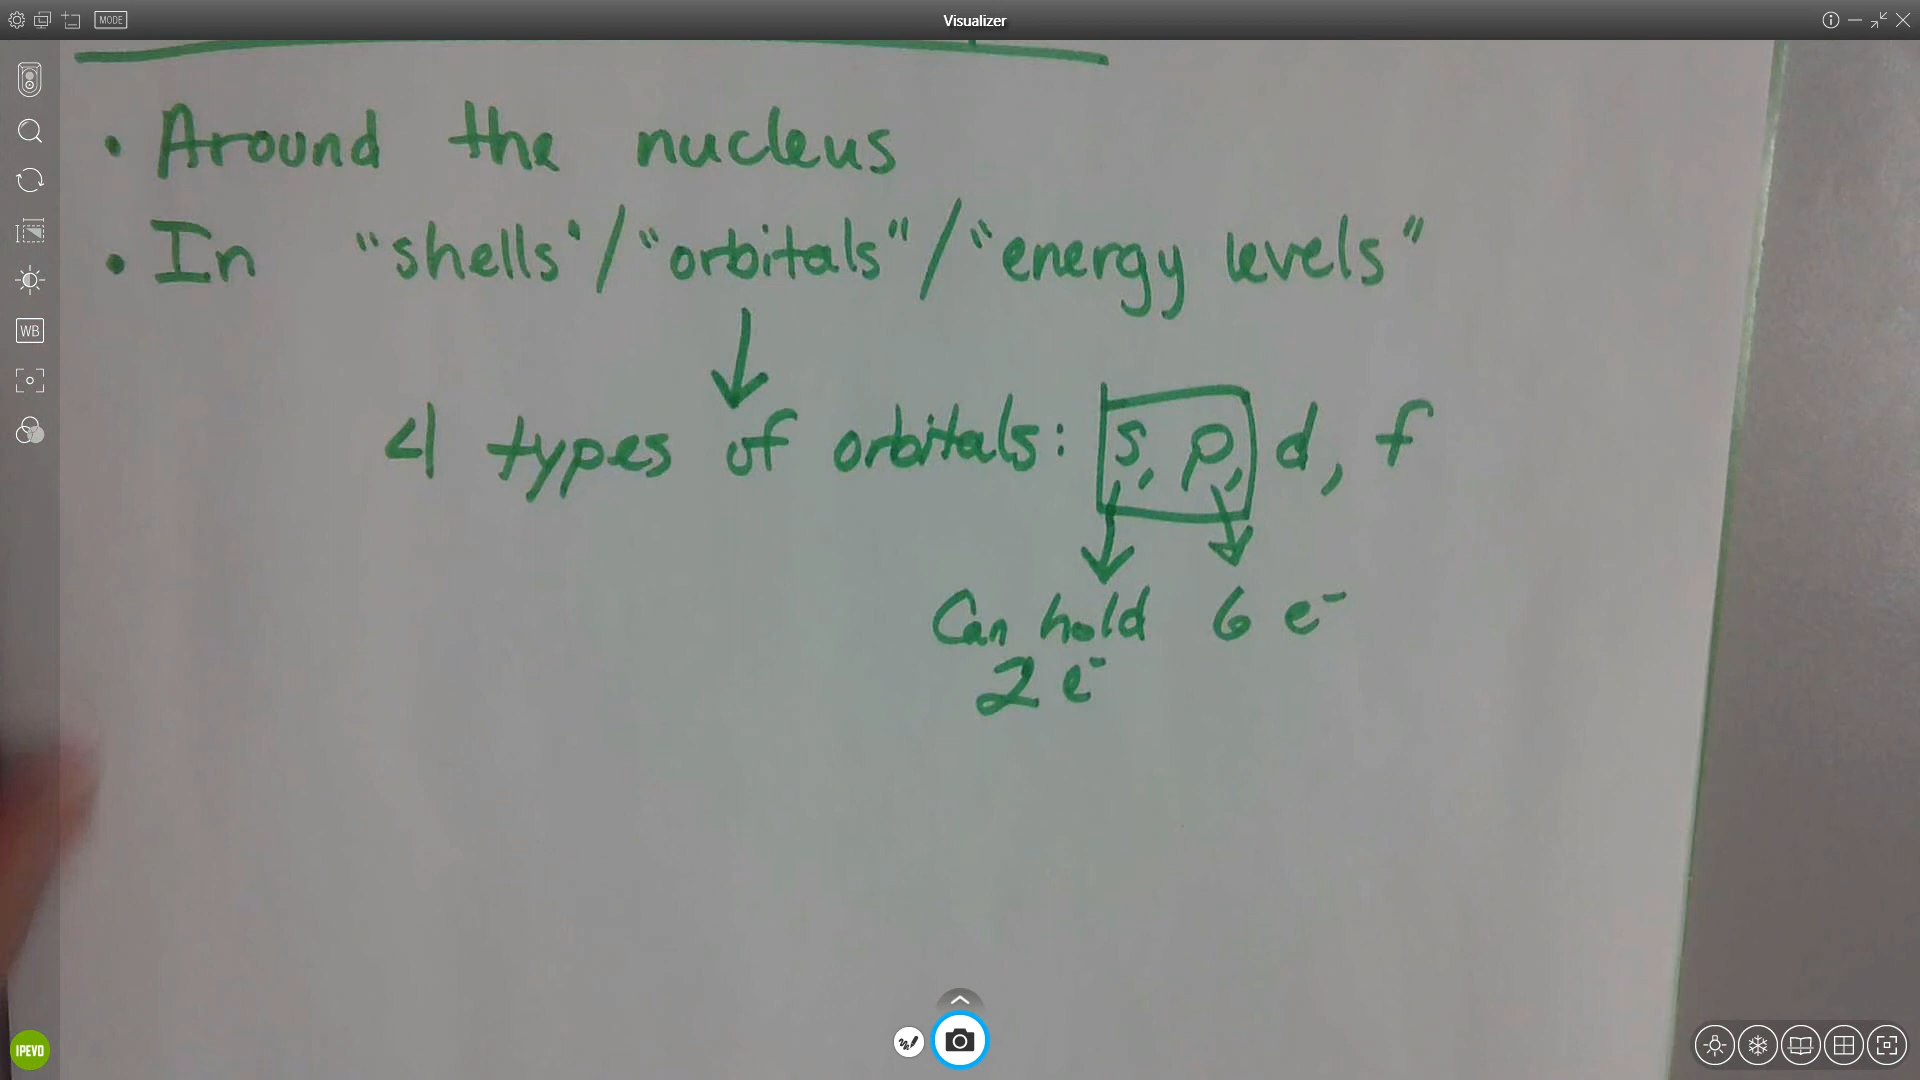 MODE
Visualizer
• Around the nucleus
• In "shells"/"orbitals"/"energy levels"
4 types of orbitals: s, p, d, f
Can hold 6 e⁻
2 e⁻
WB
IPEVO